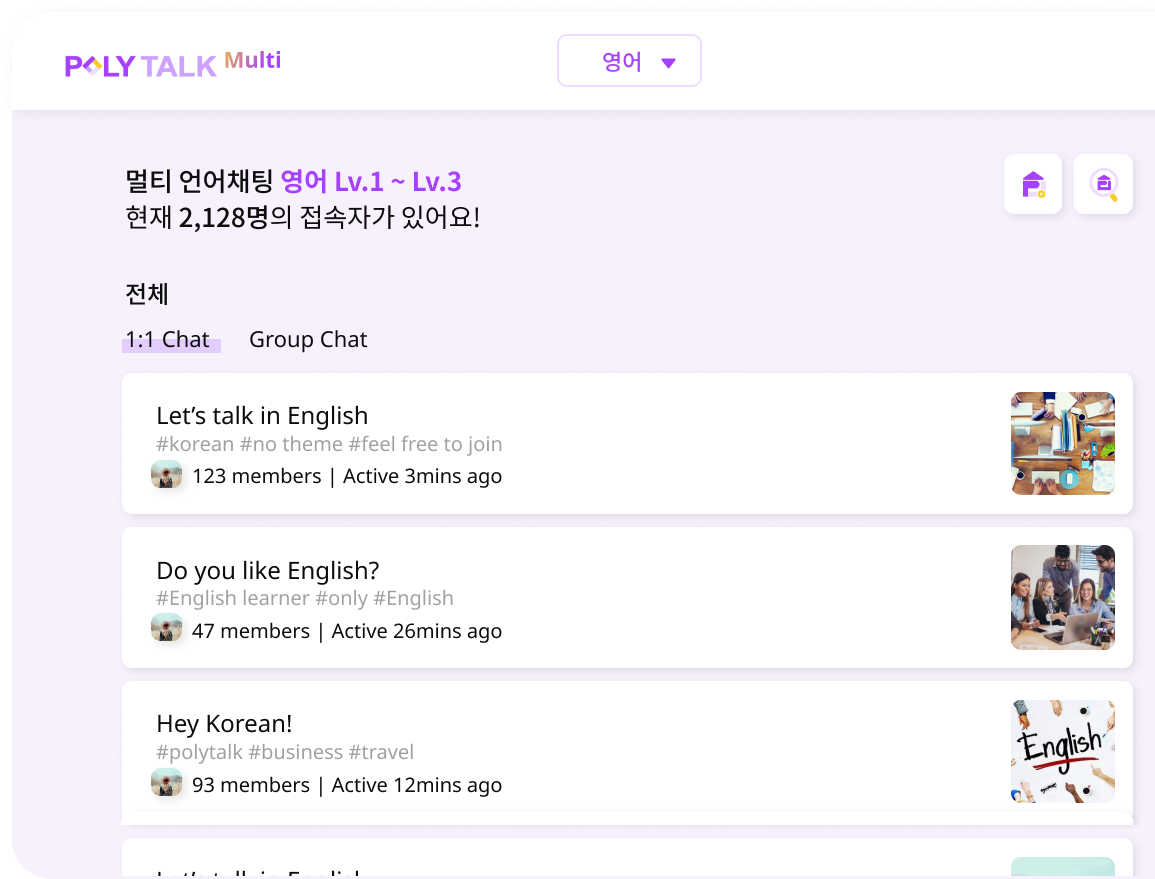 POLY TALK Multi
영어
멀티 언어채팅 영어 Lv.1 ~ Lv.3
현재 2,128명의 접속자가 있어요!
전체
1:1 Chat Group Chat
Let’s talk in English
#korean #no theme #feel free to join
123 members | Active 3mins ago
Do you like English?
#English learner #only #English
47 members | Active 26mins ago
Hey Korean!
#polytalk #business #travel
English
93 members | Active 12mins ago
Let’s talk in English